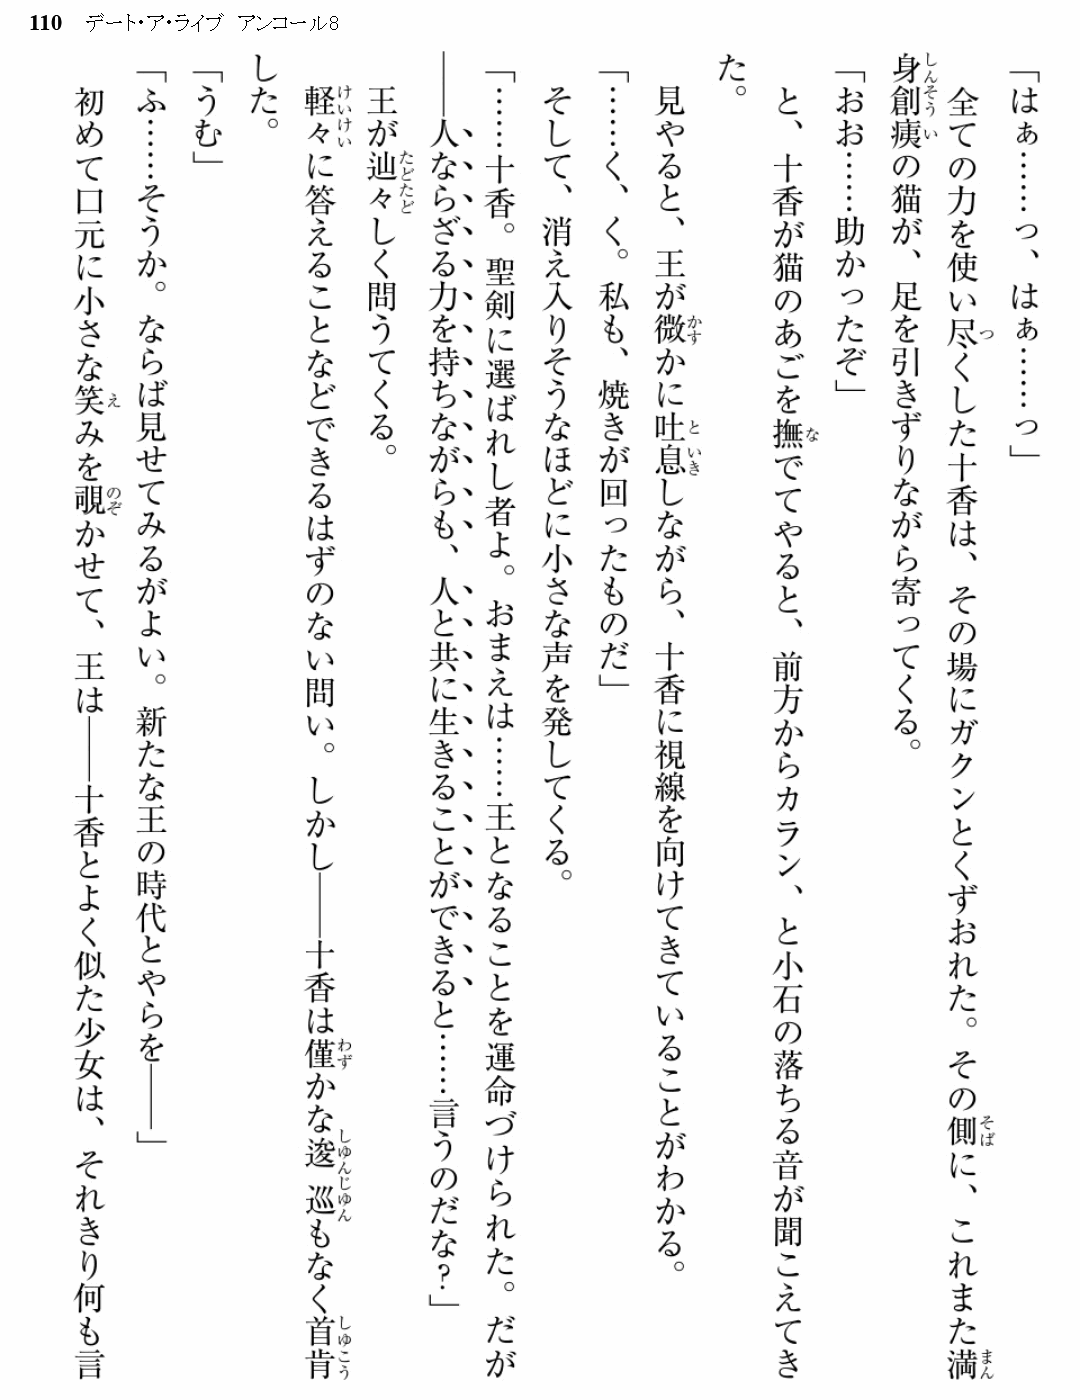 110 デート・ア・ライブ アンコール8
「はぁ……っ、はぁ……っ」
全ての力を使い尽くした十香は、その場にガクンとくずおれた。その側に、これまた満
身創痍の猫が、足を引きずりながら寄ってくる。
「おお……助かったぞ」
と、十香が猫のあごを撫でてやると、前方からカラン、と小石の落ちる音が聞こえてき
た。
見やると、王が微かに吐息しながら、十香に視線を向けてきていることがわかる。
「……く、く。私も、焼きが回ったものだ」
そして、消え入りそうなほどに小さな声を発してくる。
「……十香。聖剣に選ばれし者よ。おまえは……王となることを運命づけられた。だが
――人ならざる力を持ちながらも、人と共に生きることができると……言うのだな?」
王が辿々しく問うてくる。
軽々に答えることなどできるはずのない問い。しかし――十香は僅かな逡巡もなく首肯
した。
「うむ」
「ふ……そうか。ならば見せてみるがよい。新たな王の時代とやらを――」
初めて口元に小さな笑みを覗かせて、王は――十香とよく似た少女は、それきり何も言